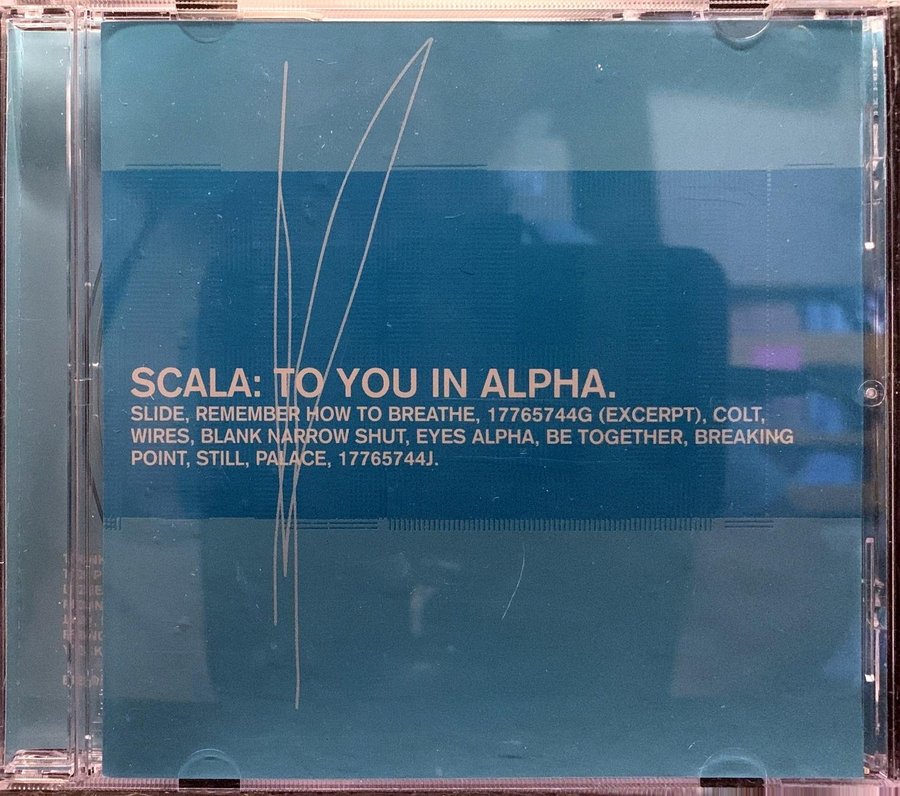 SCALA: TO YOU IN ALPHA.
SLIDE, REMEMBER HOW TO BREATHE, 17765744G (EXCERPT), COLT,
WIRES, BLANK NARROW SHUT, EYES ALPHA, BE TOGETHER, BREAKING
POINT, STILL, PALACE, 17765744J.